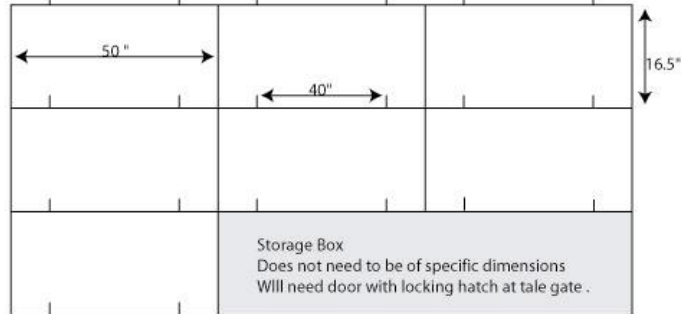 50 "
16.5"
40"
Storage Box
Does not need to be of specific dimensions
WIll need door with locking hatch at tale gate .